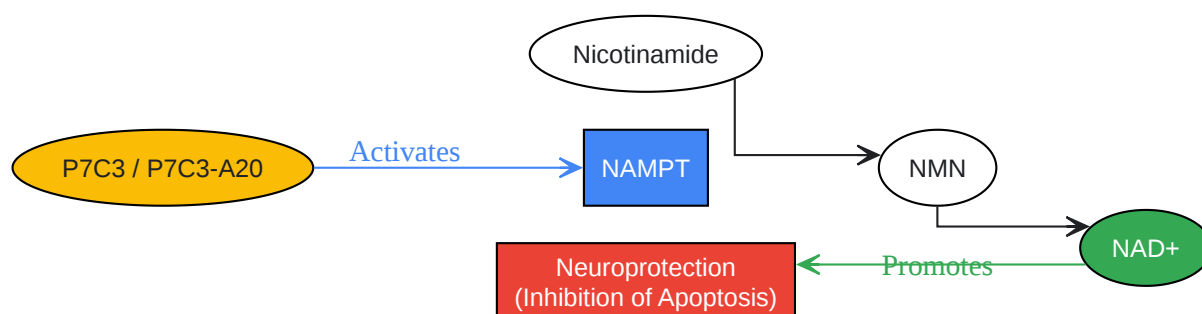 Nicotinamide
P7C3 / P7C3-A20
Activates
NAMPT
NMN
NAD+
Promotes
Neuroprotection
(Inhibition of Apoptosis)